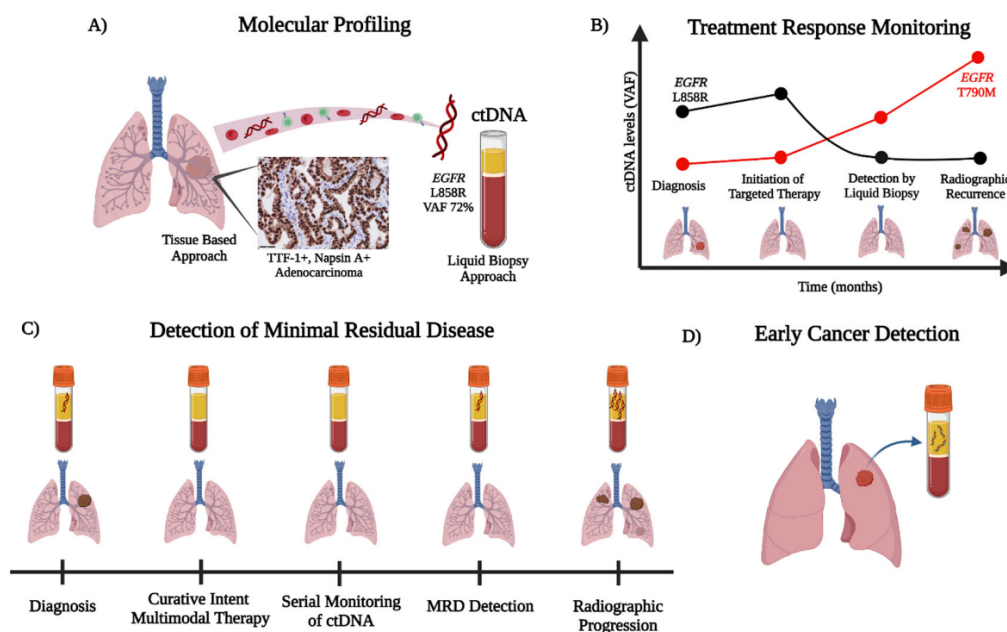 A)
Molecular Profiling
ctDNA
EGFR
L858R
VAF 72%
Tissue Based
Approach
TTF-1+, Napsin A+
Adenocarcinoma
Liquid Biopsy
Approach
B)
Treatment Response Monitoring
ctDNA levels (VAF)
EGFR
L858R
EGFR
T790M
Diagnosis
Initiation of
Targeted Therapy
Detection by
Liquid Biopsy
Radiographic
Recurrence
Time (months)
C)
Detection of Minimal Residual Disease
Diagnosis
Curative Intent
Multimodal Therapy
Serial Monitoring
of ctDNA
MRD Detection
Radiographic
Progression
D)
Early Cancer Detection